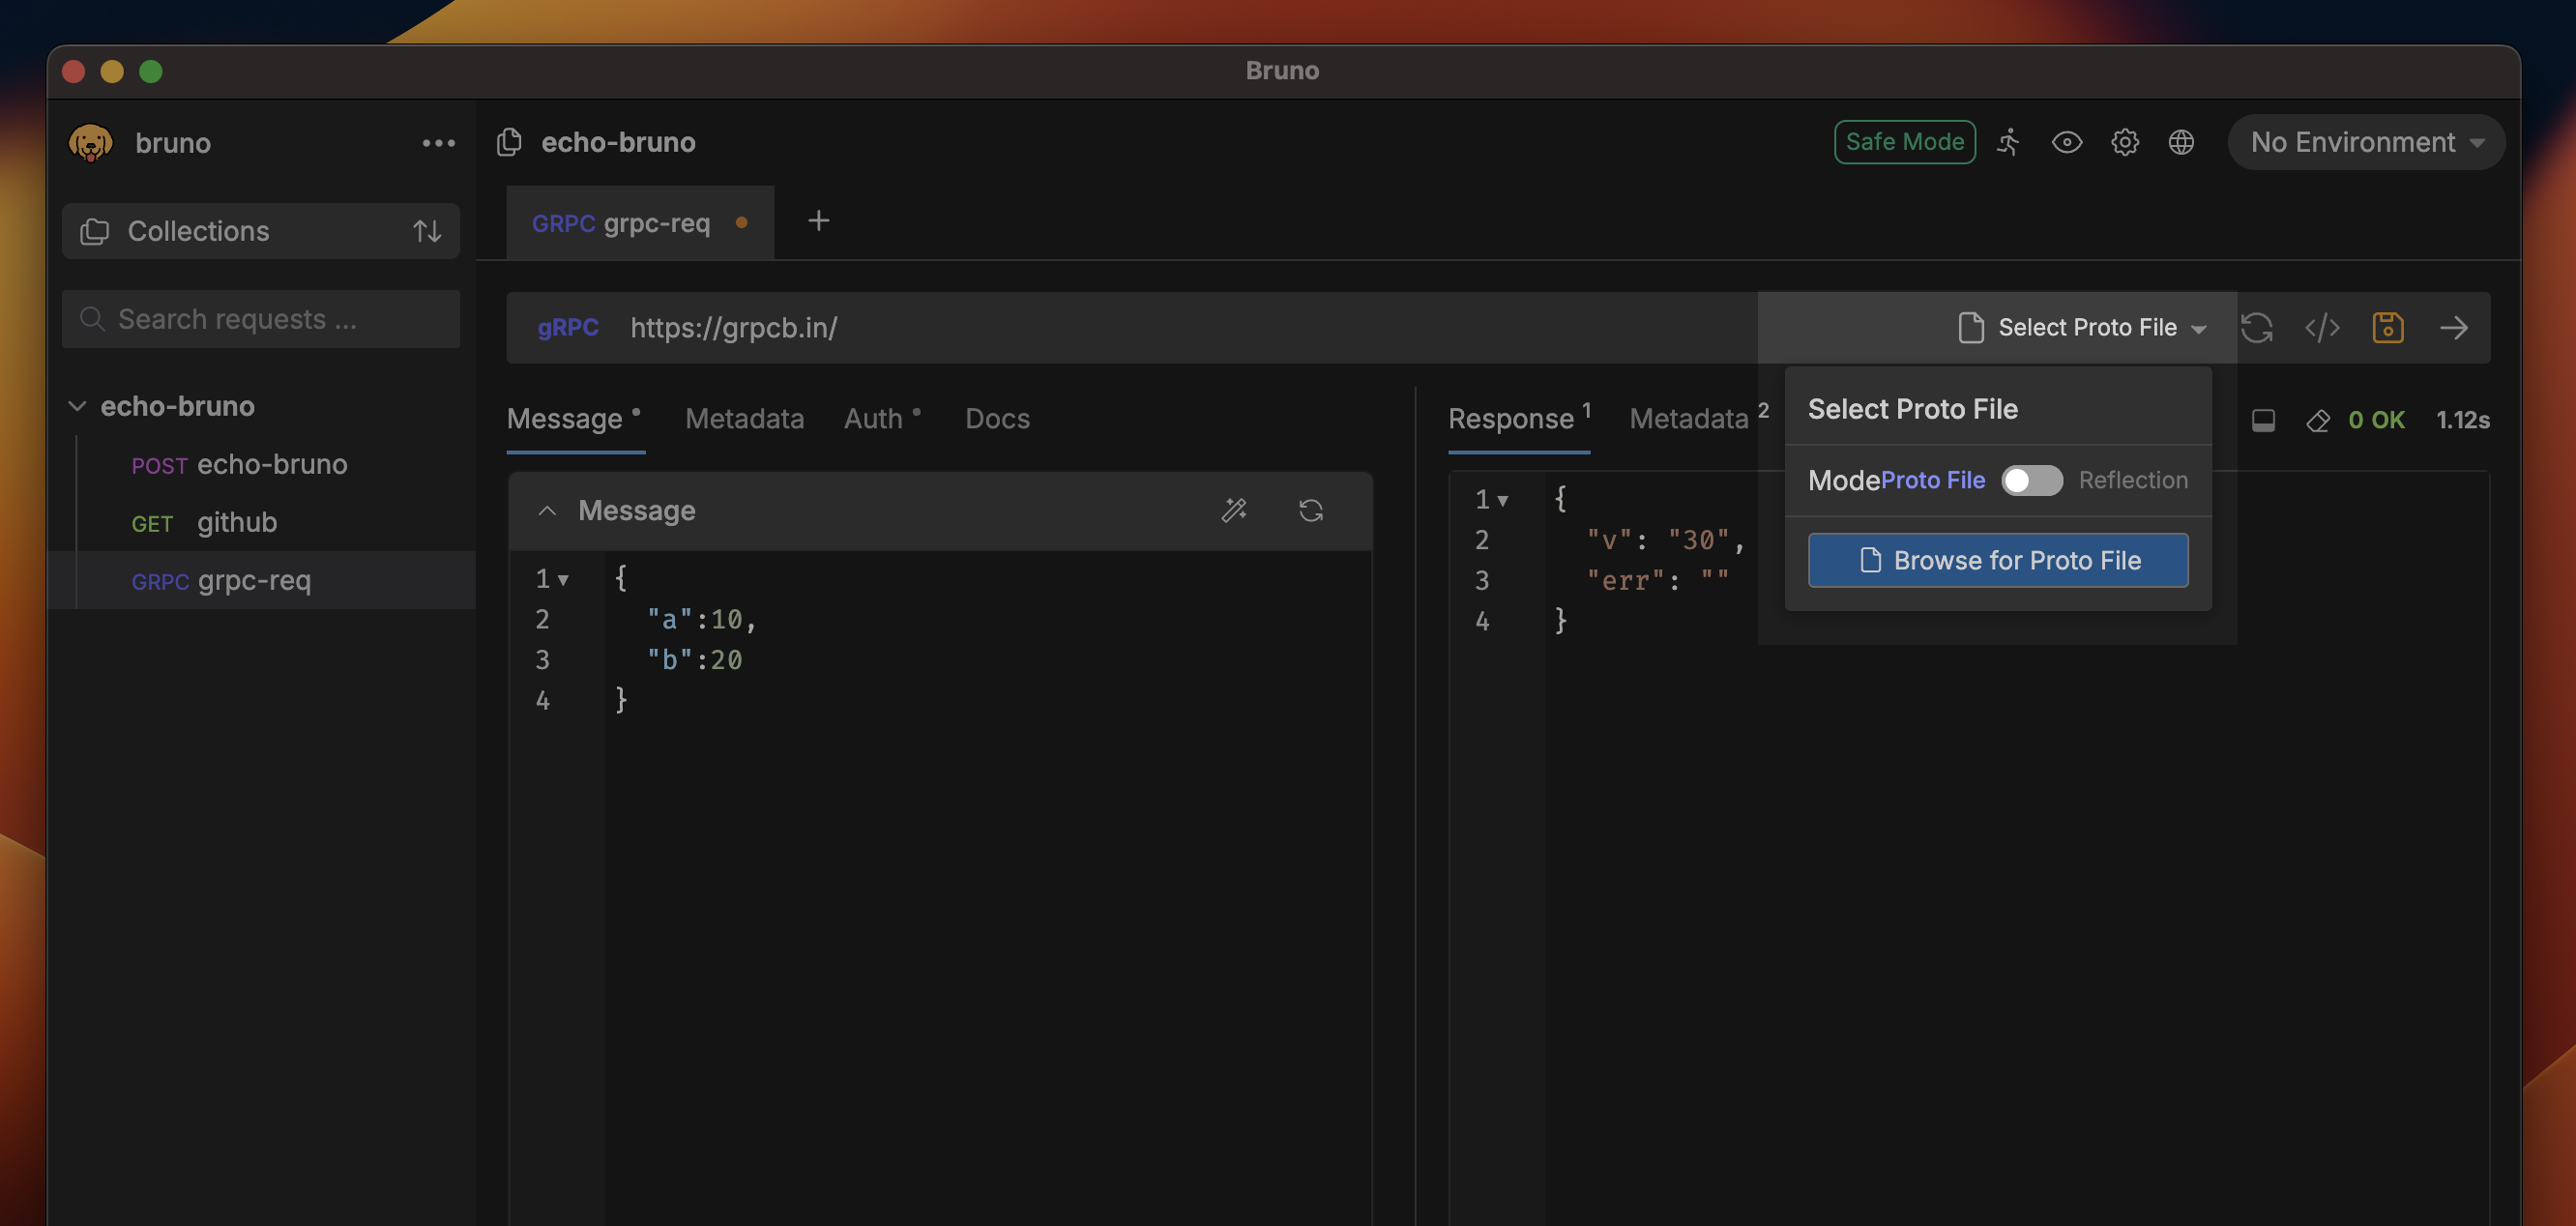 Bruno
bruno
echo-bruno
Safe Mode
No Environment
Collections
GRPC grpc-req
Search requests ...
gRPC https://grpcb.in/
Select Proto File
echo-bruno
POST echo-bruno
GET github
GRPC grpc-req
Message
Metadata
Auth
Docs
Response 1
Metadata 2
0 OK
1.12s
Select Proto File
Mode Proto File Reflection
Browse for Proto File
Message
1 {
2 "a":10,
3 "b":20
4 }
1 {
2 "v": "30",
3 "err": ""
4 }